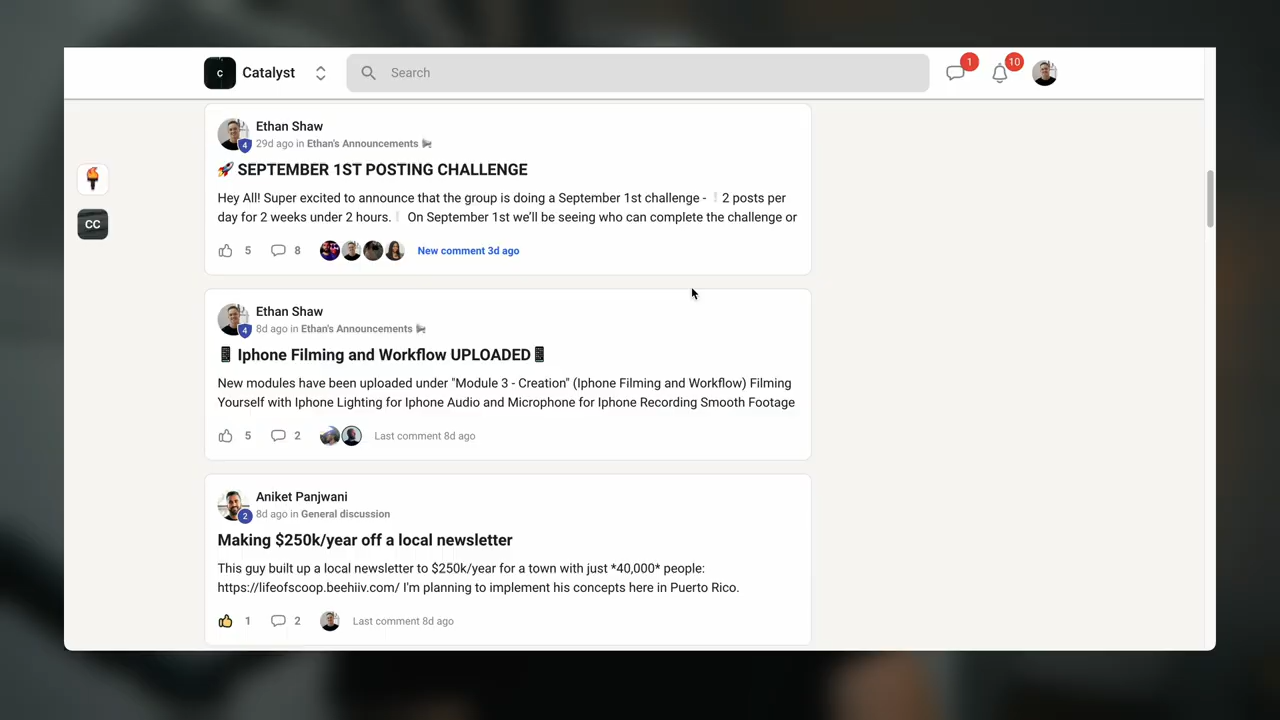 C Catalyst Search 1 10
CC
Ethan Shaw
4 29d ago in Ethan's Announcements
SEPTEMBER 1ST POSTING CHALLENGE
Hey All! Super excited to announce that the group is doing a September 1st challenge - 2 posts per
day for 2 weeks under 2 hours. On September 1st we'll be seeing who can complete the challenge or
5 8 New comment 3d ago
Ethan Shaw
4 8d ago in Ethan's Announcements
Iphone Filming and Workflow UPLOADED
New modules have been uploaded under "Module 3 - Creation" (Iphone Filming and Workflow) Filming
Yourself with Iphone Lighting for Iphone Audio and Microphone for Iphone Recording Smooth Footage
5 2 Last comment 8d ago
Aniket Panjwani
2 8d ago in General discussion
Making $250k/year off a local newsletter
This guy built up a local newsletter to $250k/year for a town with just *40,000* people:
https://lifeofscoop.beehiiv.com/ I'm planning to implement his concepts here in Puerto Rico.
1 2 Last comment 8d ago